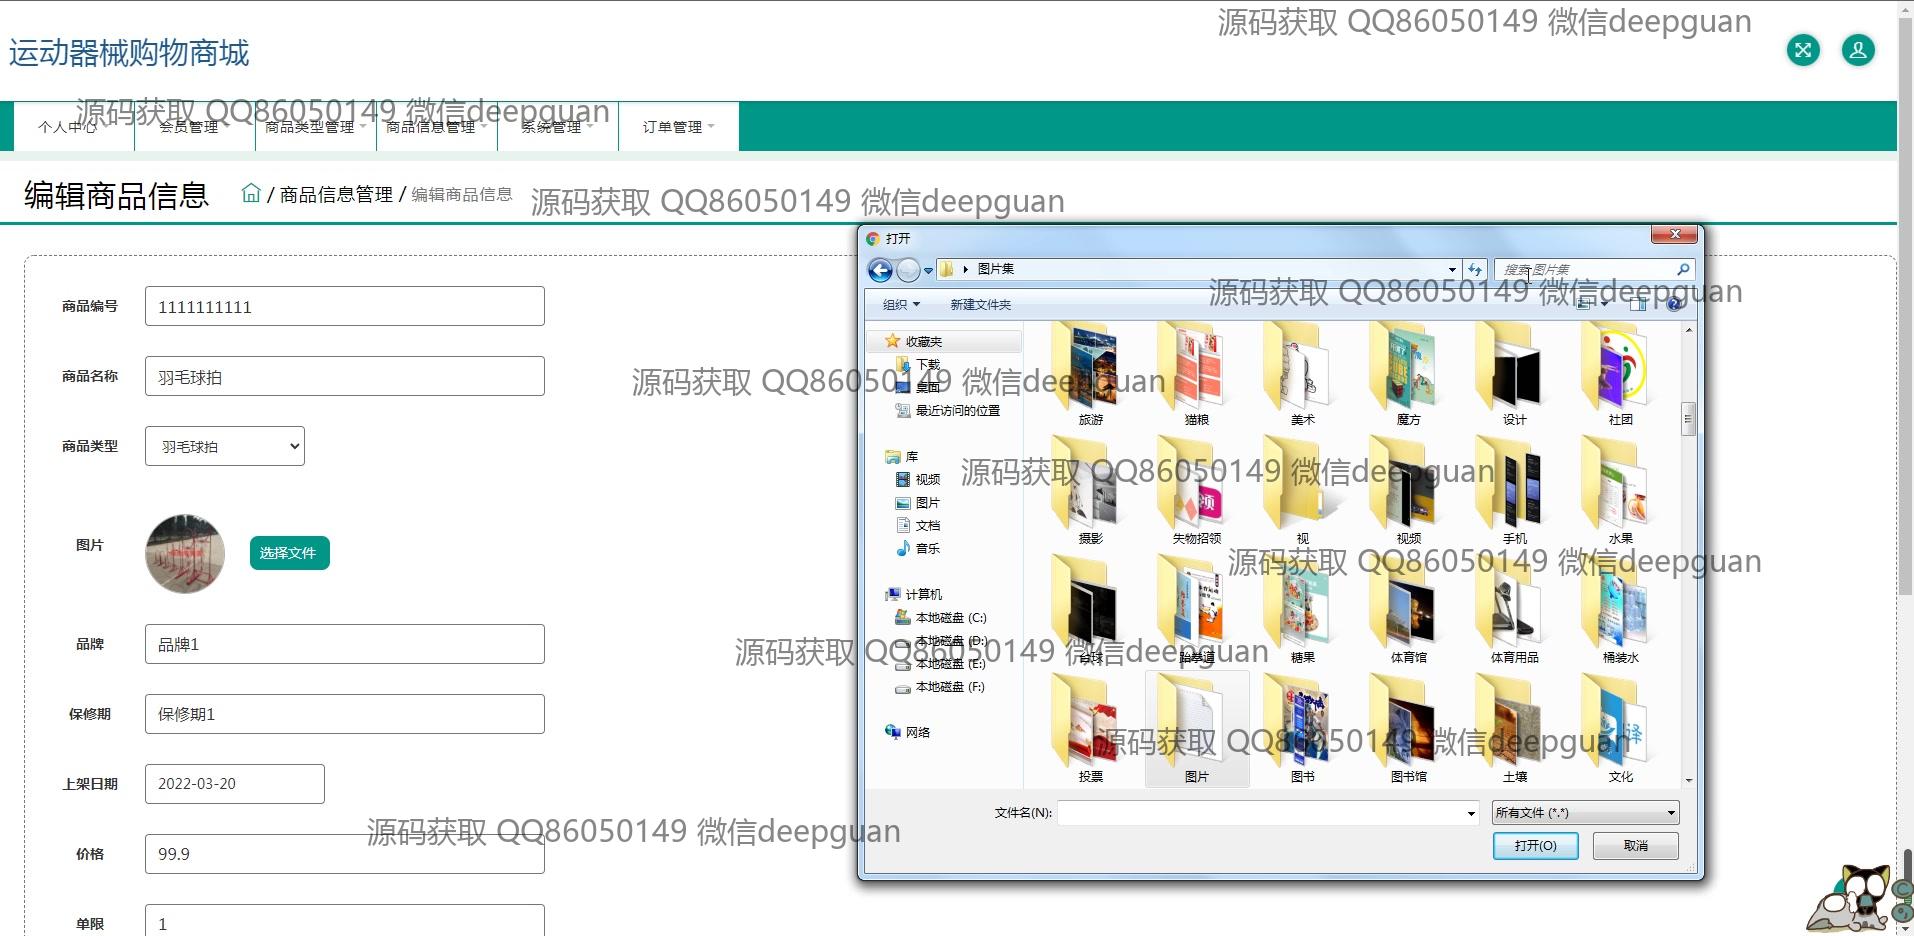 源码获取 QQ86050149 微信deepguan
运动器械购物商城
源码获取 QQ86050149 微信deepguan
个人中心 会员管理 商品类型管理 商品信息管理 系统管理 订单管理
编辑商品信息 / 商品信息管理 / 编辑商品信息
源码获取 QQ86050149 微信deepguan
商品编号 1111111111
商品名称 羽毛球拍
商品类型 羽毛球拍
图片 选择文件
品牌 品牌1
保修期 保修期1
上架日期 2022-03-20
价格 99.9
单限 1
打开
图片集
搜索 图片集
源码获取 QQ86050149 微信deepguan
组织 新建文件夹
收藏夹
下载
桌面
最近访问的位置
库
视频
图片
文档
音乐
计算机
本地磁盘 (C:)
本地磁盘 (D:)
本地磁盘 (E:)
本地磁盘 (F:)
网络
源码获取 QQ86050149 微信deepguan
旅游 猫粮 美术 魔方 设计 社团
源码获取 QQ86050149 微信deepguan
摄影 失物招领 视 视频 手机 水果
源码获取 QQ86050149 微信deepguan
台球 跆拳道 糖果 体育馆 体育用品 桶装水
源码获取 QQ86050149 微信deepguan
投票 图片 图书 图书馆 土壤 文化
源码获取 QQ86050149 微信deepguan
文件名(N): 所有文件 (*.*)
打开(O) 取消
源码获取 QQ86050149 微信deepguan